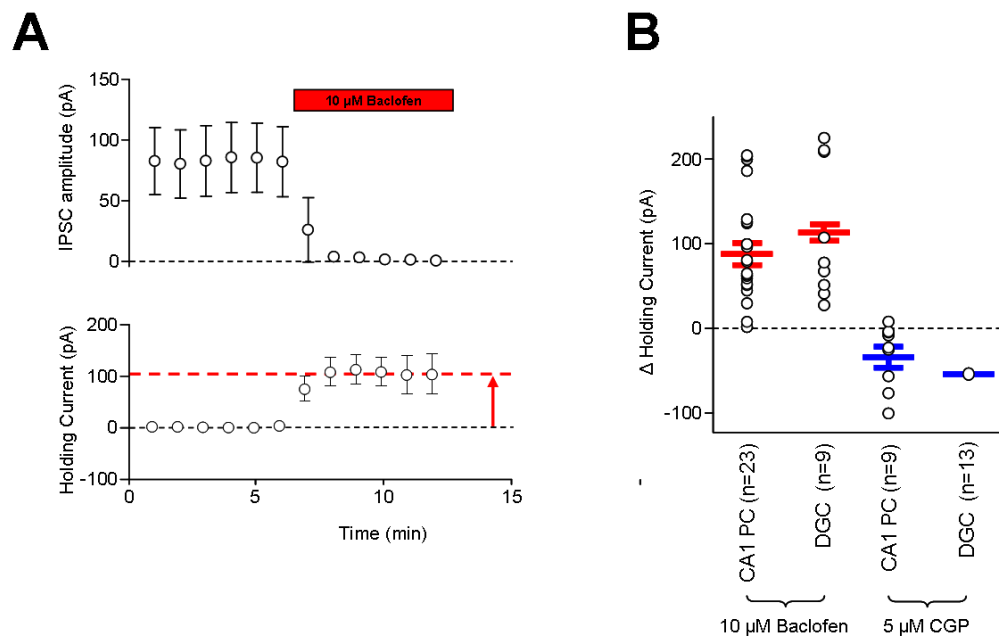 A
150
100
50
0
IPSC amplitude (pA)
10 µM Baclofen
200
100
0
-100
Holding Current (pA)
0
5
10
15
Time (min)
B
200
100
0
-100
Δ Holding Current (pA)
-
CA1 PC (n=23)
DGC (n=9)
CA1 PC (n=9)
DGC (n=13)
10 µM Baclofen
5 µM CGP